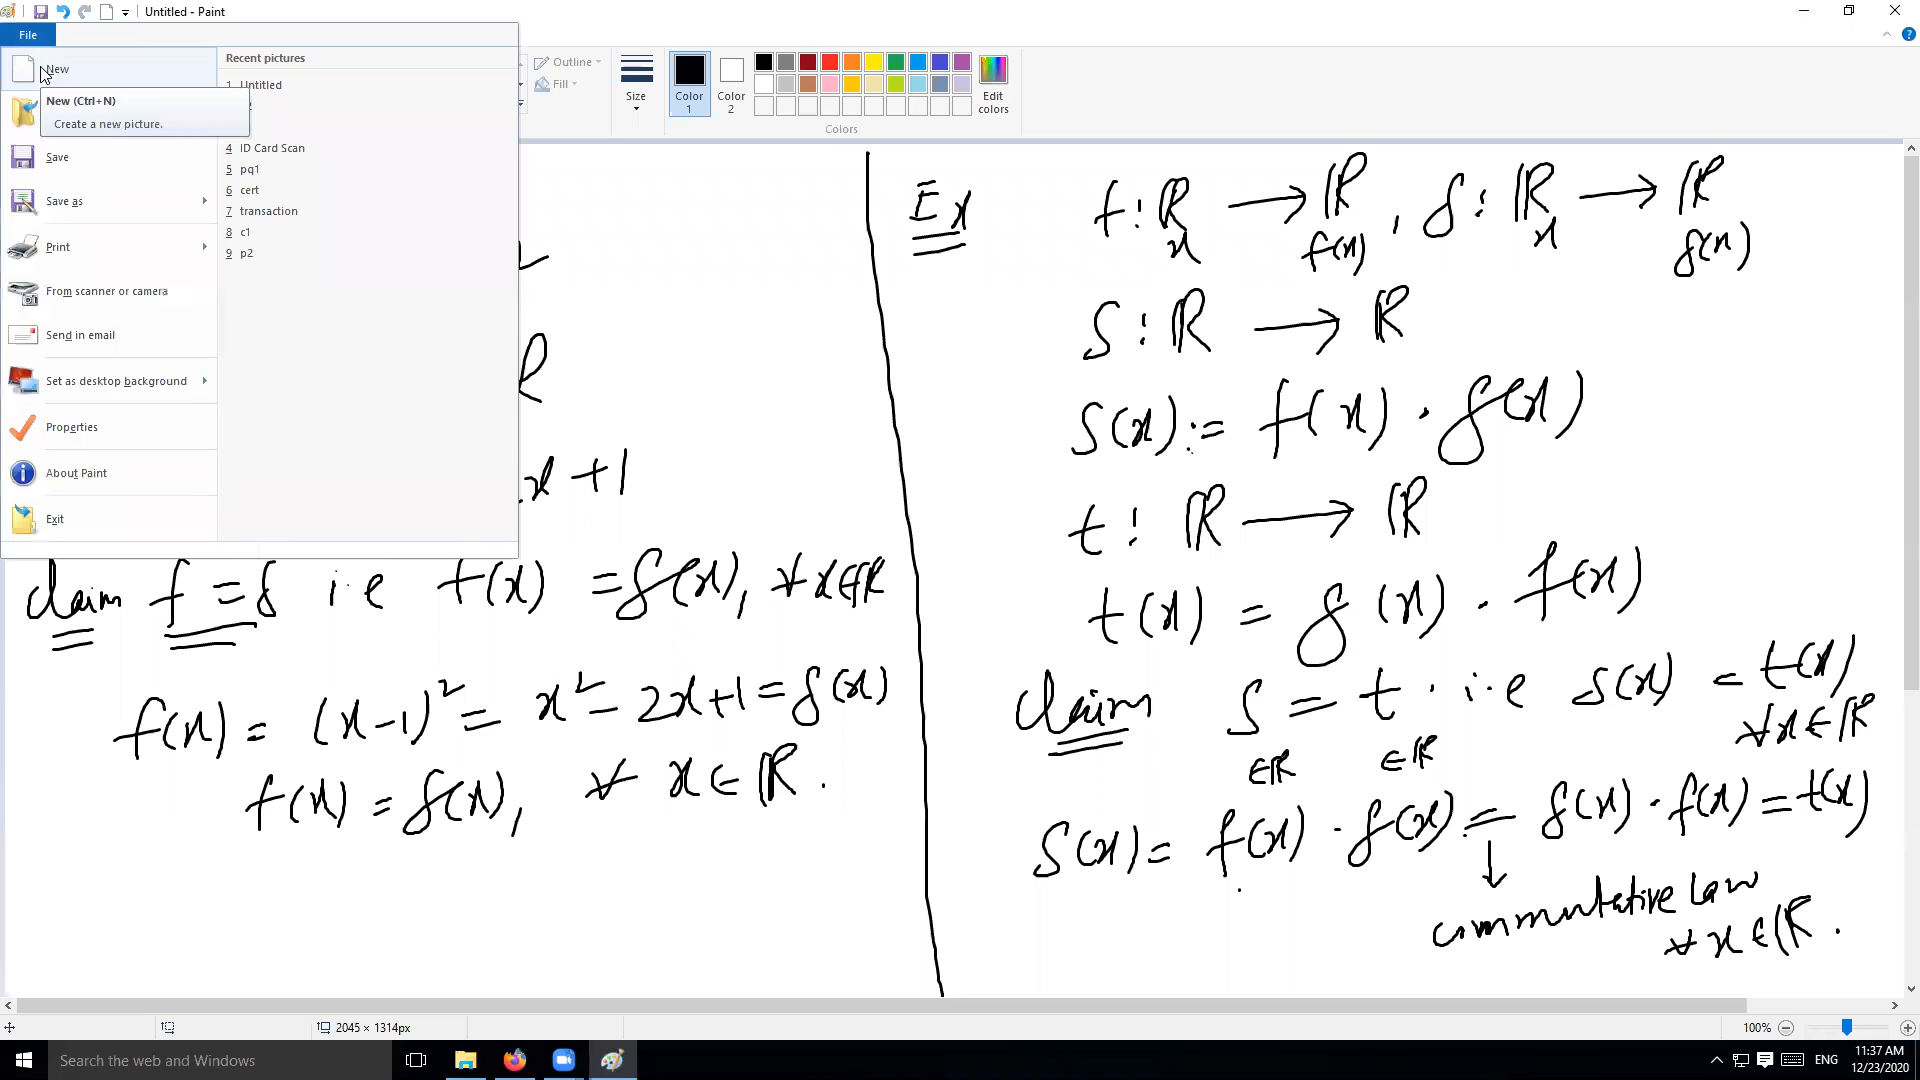 Untitled - Paint
File
New
New (Ctrl+N)
Create a new picture.
Save
Save as
Print
From scanner or camera
Send in email
Set as desktop background
Properties
About Paint
Exit
Recent pictures
1 Untitled
2
4 ID Card Scan
5 pq1
6 cert
7 transaction
8 c1
9 p2
Outline
Fill
Size
Color 1
Color 2
Edit colors
Colors
R
x +1
claim f = g i.e f(x) = g(x), ∀ x∈ℝ
f(x) = (x-1)² = x² - 2x+1 = g(x)
f(x) = g(x), ∀ x ∈ ℝ.
Ex f : ℝ → ℝ, g : ℝ → ℝ
x f(x) x g(x)
S : ℝ → ℝ
S(x) := f(x) · g(x)
t : ℝ → ℝ
t(x) = g(x) · f(x)
claim S = t. i.e S(x) = t(x)
∀ x ∈ ℝ
∈ℝ ∈ℝ
S(x) = f(x) · g(x) = g(x) · f(x) = t(x)
↓
commutative law
∀ x ∈ ℝ.
2045 × 1314px
100%
Search the web and Windows
ENG
11:37 AM
12/23/2020